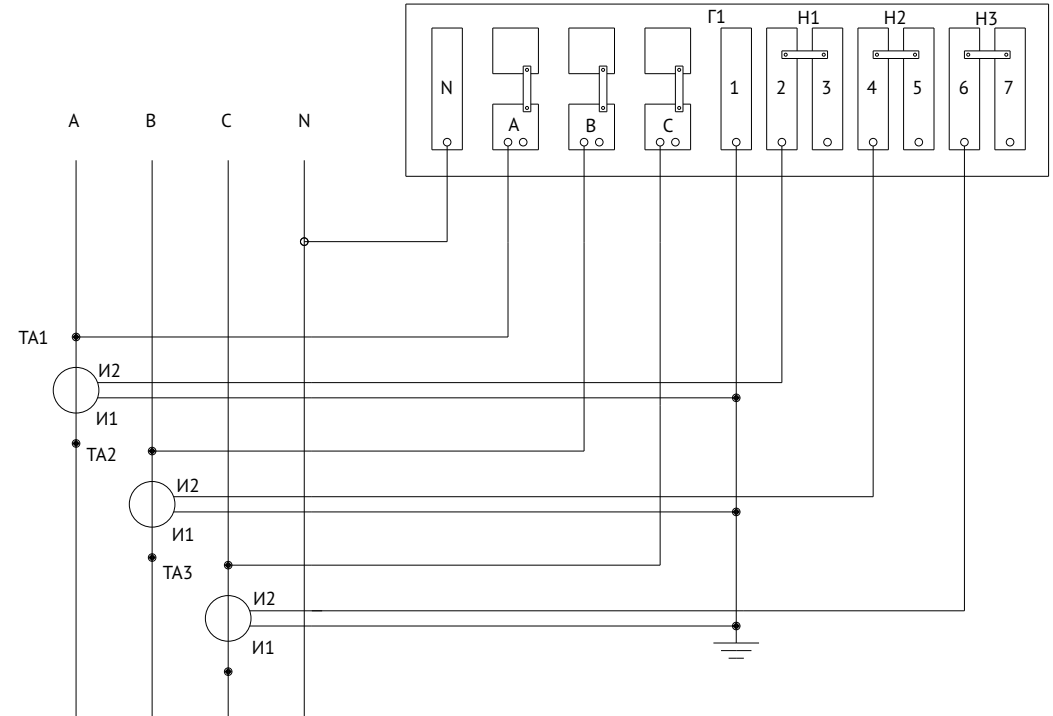 Г1 Н1 Н2 Н3
N 1 2 3 4 5 6 7
А В С
А В С N
ТА1
И2
И1
ТА2
И2
И1
ТА3
И2
И1